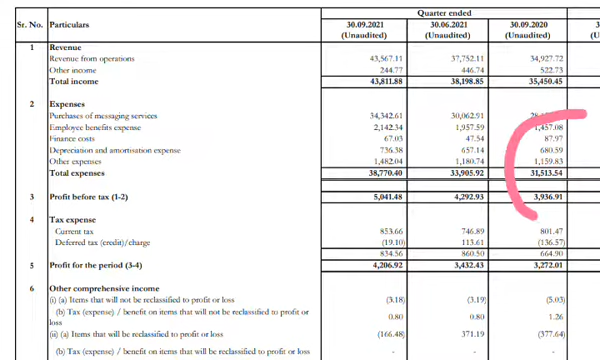 Quarter ended
Sr. No. Particulars 30.09.2021 30.06.2021 30.09.2020
(Unaudited) (Unaudited) (Unaudited)
1 Revenue
Revenue from operations 43,567.11 37,752.11 34,927.72
Other income 244.77 446.74 522.73
Total income 43,811.88 38,198.85 35,450.45
2 Expenses
Purchases of messaging services 34,342.61 30,062.91
Employee benefits expense 2,142.34 1,957.59 1,457.08
Finance costs 67.03 47.54 87.97
Depreciation and amortisation expense 736.38 657.14 680.59
Other expenses 1,482.04 1,180.74 1,159.83
Total expenses 38,770.40 33,905.92 31,513.54
3 Profit before tax (1-2) 5,041.48 4,292.93 3,936.91
4 Tax expense
Current tax 853.66 746.89 801.47
Deferred tax (credit)/charge (19.10) 113.61 (136.57)
834.56 860.50 664.90
5 Profit for the period (3-4) 4,206.92 3,432.43 3,272.01
6 Other comprehensive income
(i) (a) Items that will not be reclassified to profit or loss (3.18) (3.19) (5.03)
(b) Tax (expense) / benefit on items that will not be reclassified to profit or
loss 0.80 0.80 1.26
(ii) (a) Items that will be reclassified to profit or loss (166.48) 371.19 (377.64)
(b) Tax (expense) / benefit on items that will be reclassified to profit or loss - - -